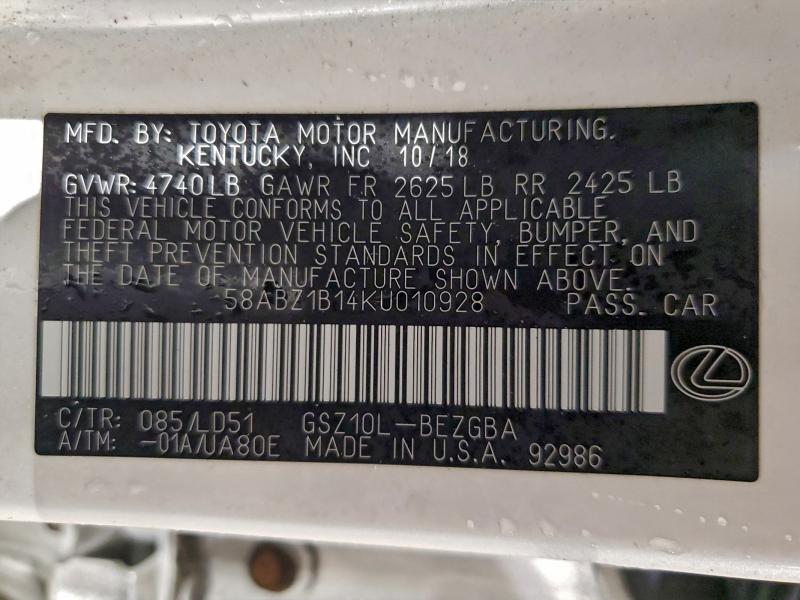 MFD. BY: TOYOTA MOTOR MANUFACTURING.
KENTUCKY, INC 10/18
GVWR: 4740LB GAWR FR 2625 LB RR 2425 LB
THIS VEHICLE CONFORMS TO ALL APPLICABLE
FEDERAL MOTOR VEHICLE SAFETY, BUMPER, AND
THEFT PREVENTION STANDARDS IN EFFECT ON
THE DATE OF MANUFACTURE SHOWN ABOVE.
58ABZ1B14KU010928 PASS. CAR
C/TR: 085/LD51 GSZ10L-BEZGBA
A/TM: -01A/UA80E MADE IN U.S.A. 92986